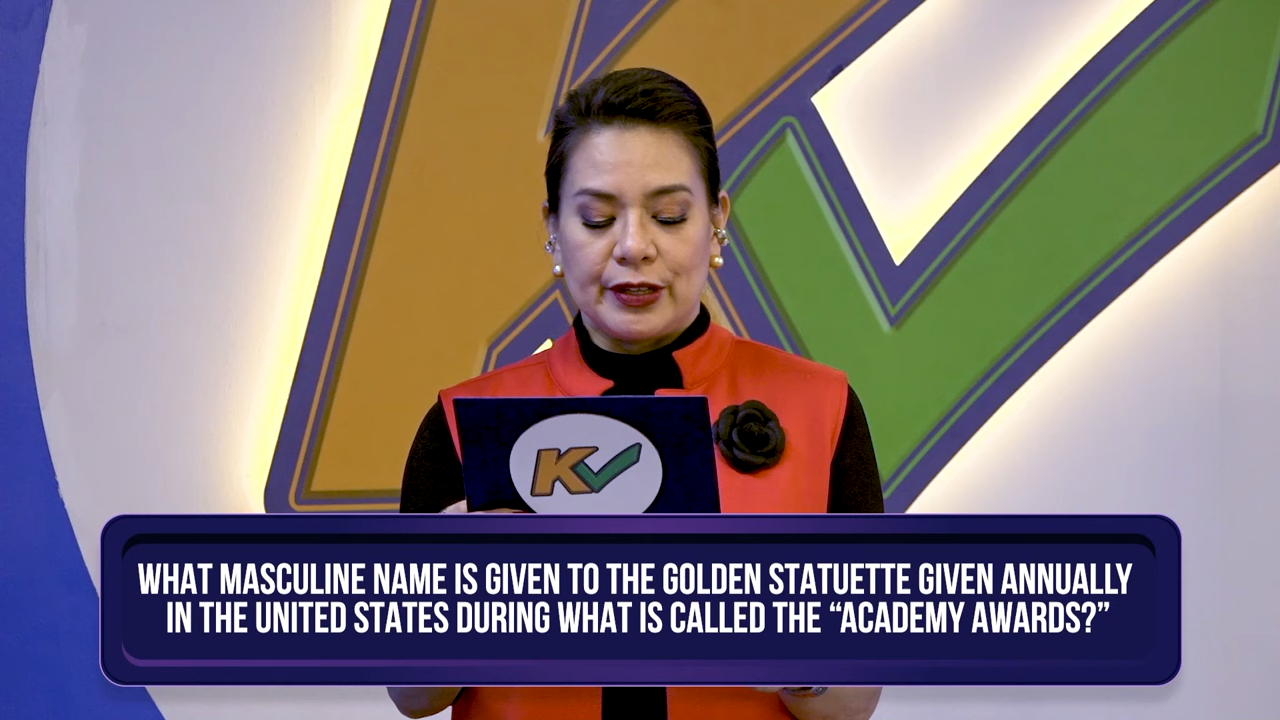 KV
WHAT MASCULINE NAME IS GIVEN TO THE GOLDEN STATUETTE GIVEN ANNUALLY
IN THE UNITED STATES DURING WHAT IS CALLED THE “ACADEMY AWARDS?”